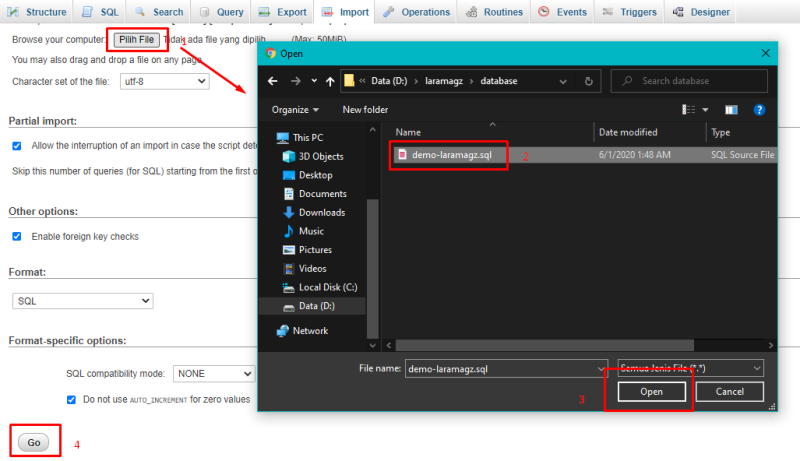 Structure SQL Search Query Export Import Operations Routines Events Triggers Designer
Browse your computer: Pilih File Tidak ada file yang dipilih (Max: 50MiB)
1
You may also drag and drop a file on any page.
Character set of the file: utf-8
Partial import:
Allow the interruption of an import in case the script
Skip this number of queries (for SQL) starting from the first
Other options:
Enable foreign key checks
Format:
SQL
Format-specific options:
SQL compatibility mode: NONE
Do not use AUTO_INCREMENT for zero values
Go
4
Open
Data (D:) laramagz database
Search database
Organize New folder
Name Date modified Type
demo-laramagz.sql 6/1/2020 1:48 AM SQL Source File
2
This PC
3D Objects
Desktop
Documents
Downloads
Music
Pictures
Videos
Local Disk (C:)
Data (D:)
Network
File name: demo-laramagz.sql Semua Jenis File (*.*)
3
Open Cancel